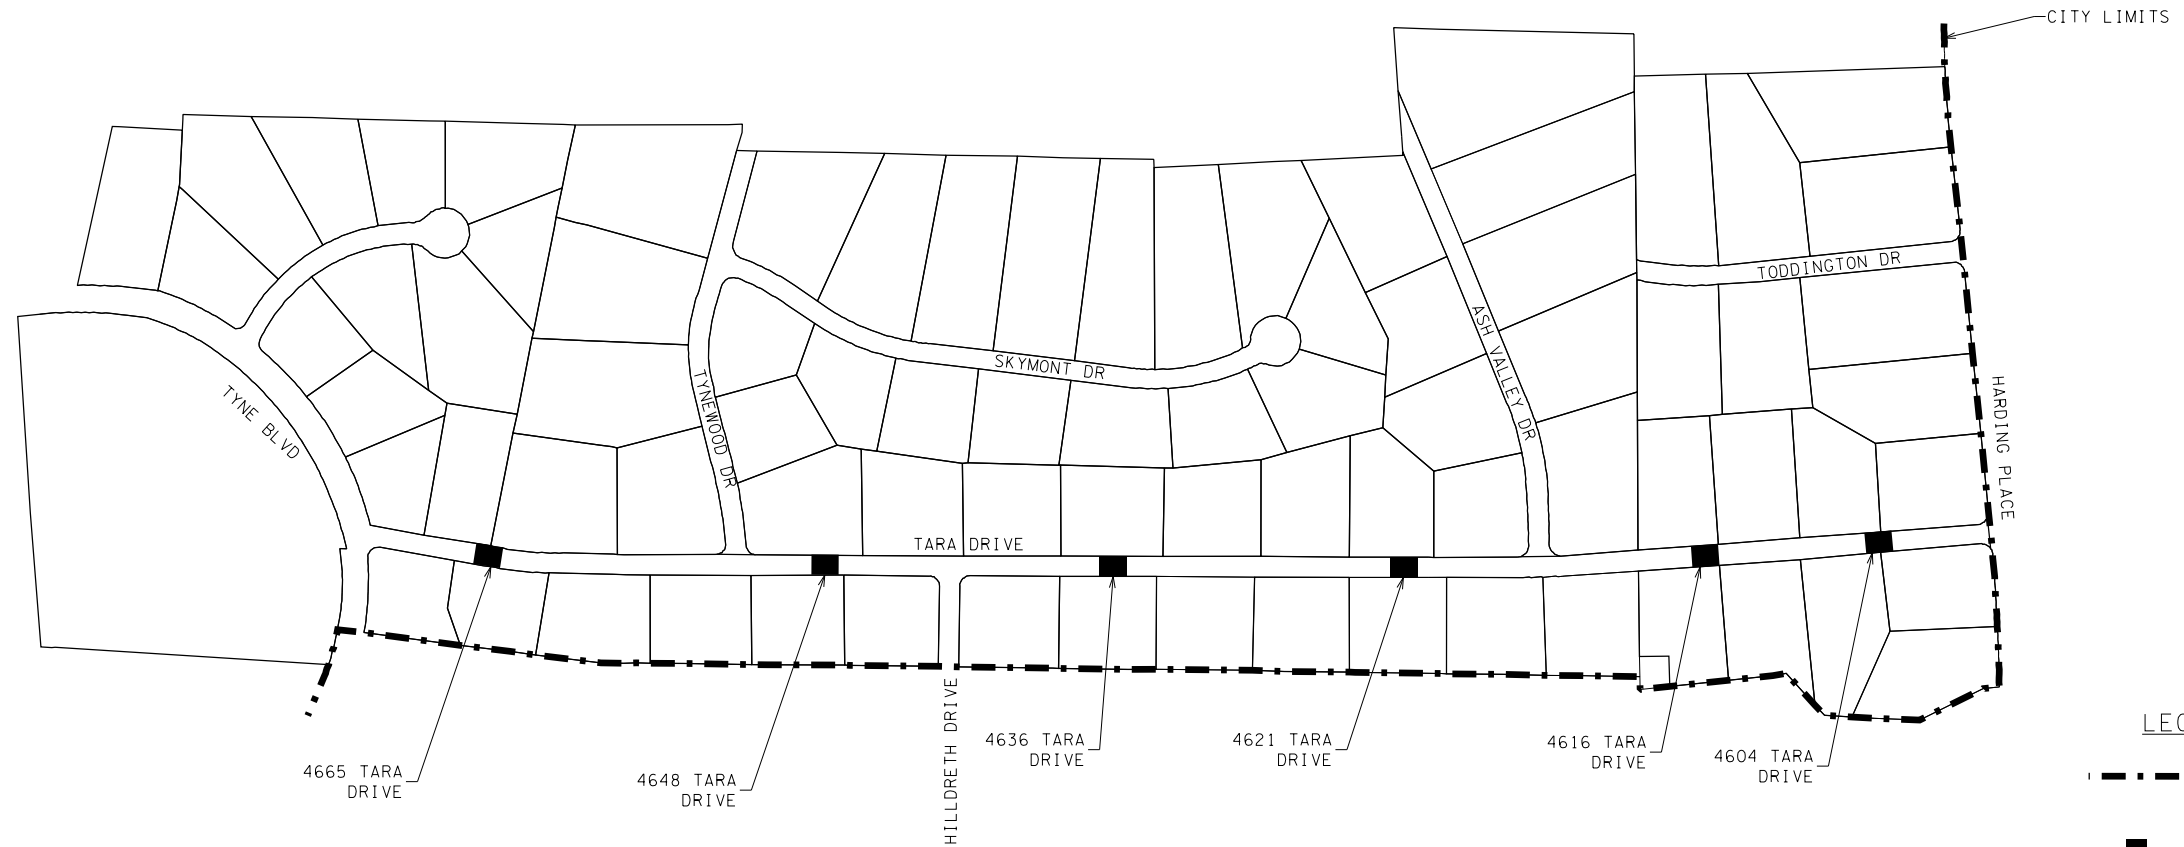 CITY LIMITS
TODDINGTON DR
SKYMONT DR
ASH VALLEY DR
TYNE BLVD
TYNEWOOD DR
HARDING PLACE
TARA DRIVE
HILLDRETH DRIVE
4665 TARA
DRIVE
4648 TARA
DRIVE
4636 TARA
DRIVE
4621 TARA
DRIVE
4616 TARA
DRIVE
4604 TARA
DRIVE